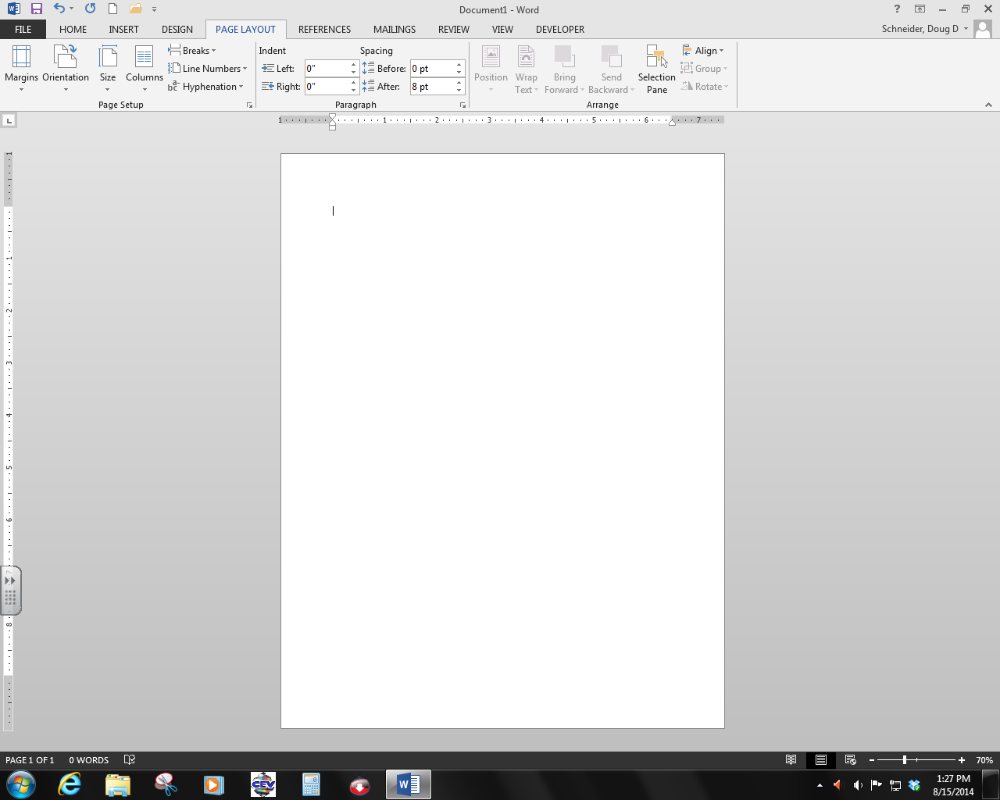 Document1 - Word
FILE HOME INSERT DESIGN PAGE LAYOUT REFERENCES MAILINGS REVIEW VIEW DEVELOPER Schneider, Doug D
Margins Orientation Size Columns
Breaks
Line Numbers
Hyphenation
Page Setup
Indent Spacing
Left: 0" Before: 0 pt
Right: 0" After: 8 pt
Paragraph
Position Wrap Text Bring Forward Send Backward Selection Pane
Align
Group
Rotate
Arrange
1 1 2 3 4 5 6 7
1
1
2
3
4
5
6
7
8
PAGE 1 OF 1 0 WORDS 70%
CEV
0
1:27 PM
8/15/2014